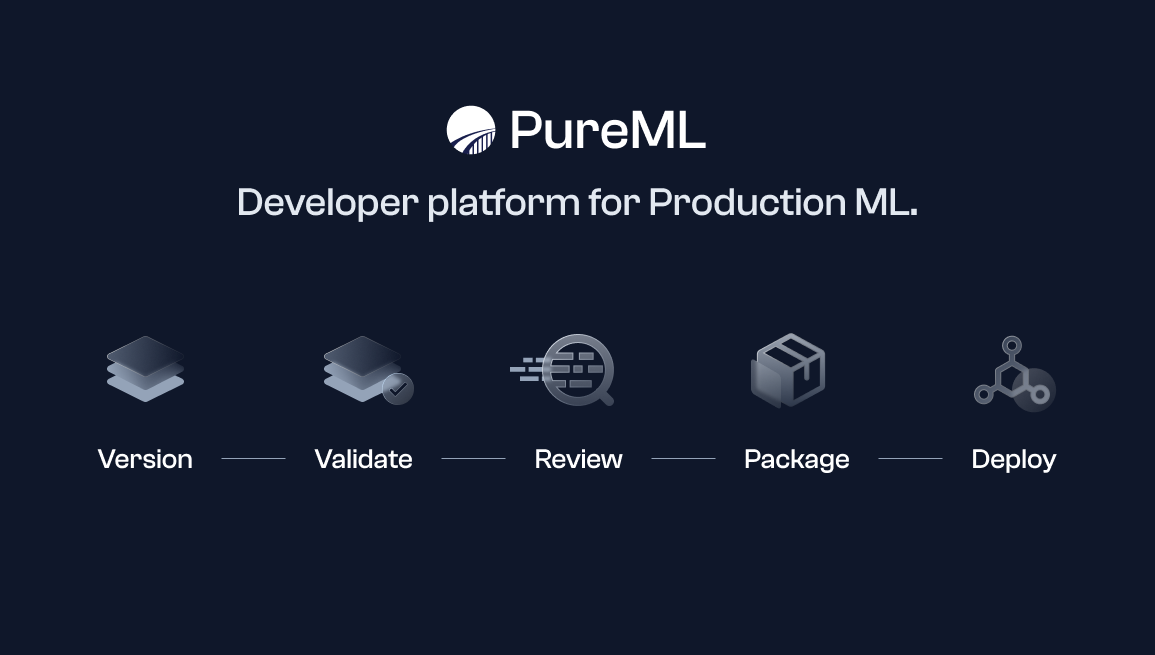 PureML
Developer platform for Production ML.
Version
Validate
Review
Package
Deploy